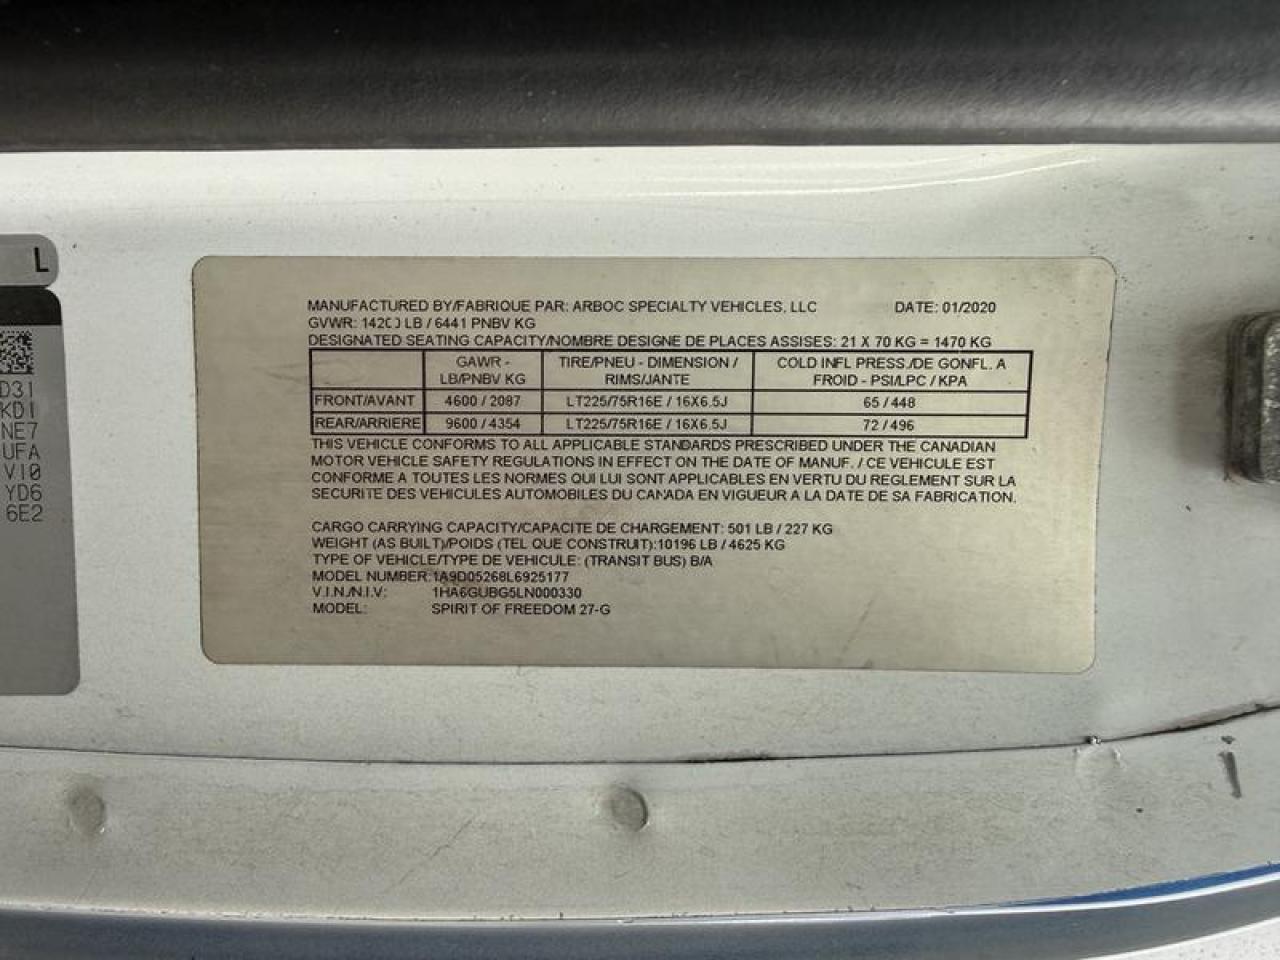 L
D31
KD1
NE7
UFA
V10
YD6
6E2
MANUFACTURED BY/FABRIQUE PAR: ARBOC SPECIALTY VEHICLES, LLC DATE: 01/2020
GVWR: 14200 LB / 6441 PNBV KG
DESIGNATED SEATING CAPACITY/NOMBRE DESIGNE DE PLACES ASSISES: 21 X 70 KG = 1470 KG
GAWR - TIRE/PNEU - DIMENSION / COLD INFL PRESS./DE GONFL. A
LB/PNBV KG RIMS/JANTE FROID - PSI/LPC / KPA
FRONT/AVANT 4600 / 2087 LT225/75R16E / 16X6.5J 65 / 448
REAR/ARRIERE 9600 / 4354 LT225/75R16E / 16X6.5J 72 / 496
THIS VEHICLE CONFORMS TO ALL APPLICABLE STANDARDS PRESCRIBED UNDER THE CANADIAN
MOTOR VEHICLE SAFETY REGULATIONS IN EFFECT ON THE DATE OF MANUF. / CE VEHICULE EST
CONFORME A TOUTES LES NORMES QUI LUI SONT APPLICABLES EN VERTU DU REGLEMENT SUR LA
SECURITE DES VEHICULES AUTOMOBILES DU CANADA EN VIGUEUR A LA DATE DE SA FABRICATION.
CARGO CARRYING CAPACITY/CAPACITE DE CHARGEMENT: 501 LB / 227 KG
WEIGHT (AS BUILT)/POIDS (TEL QUE CONSTRUIT):10196 LB / 4625 KG
TYPE OF VEHICLE/TYPE DE VEHICULE: (TRANSIT BUS) B/A
MODEL NUMBER:1A9D05268L6925177
V.I.N./N.I.V: 1HA6GUBG5LN000330
MODEL: SPIRIT OF FREEDOM 27-G